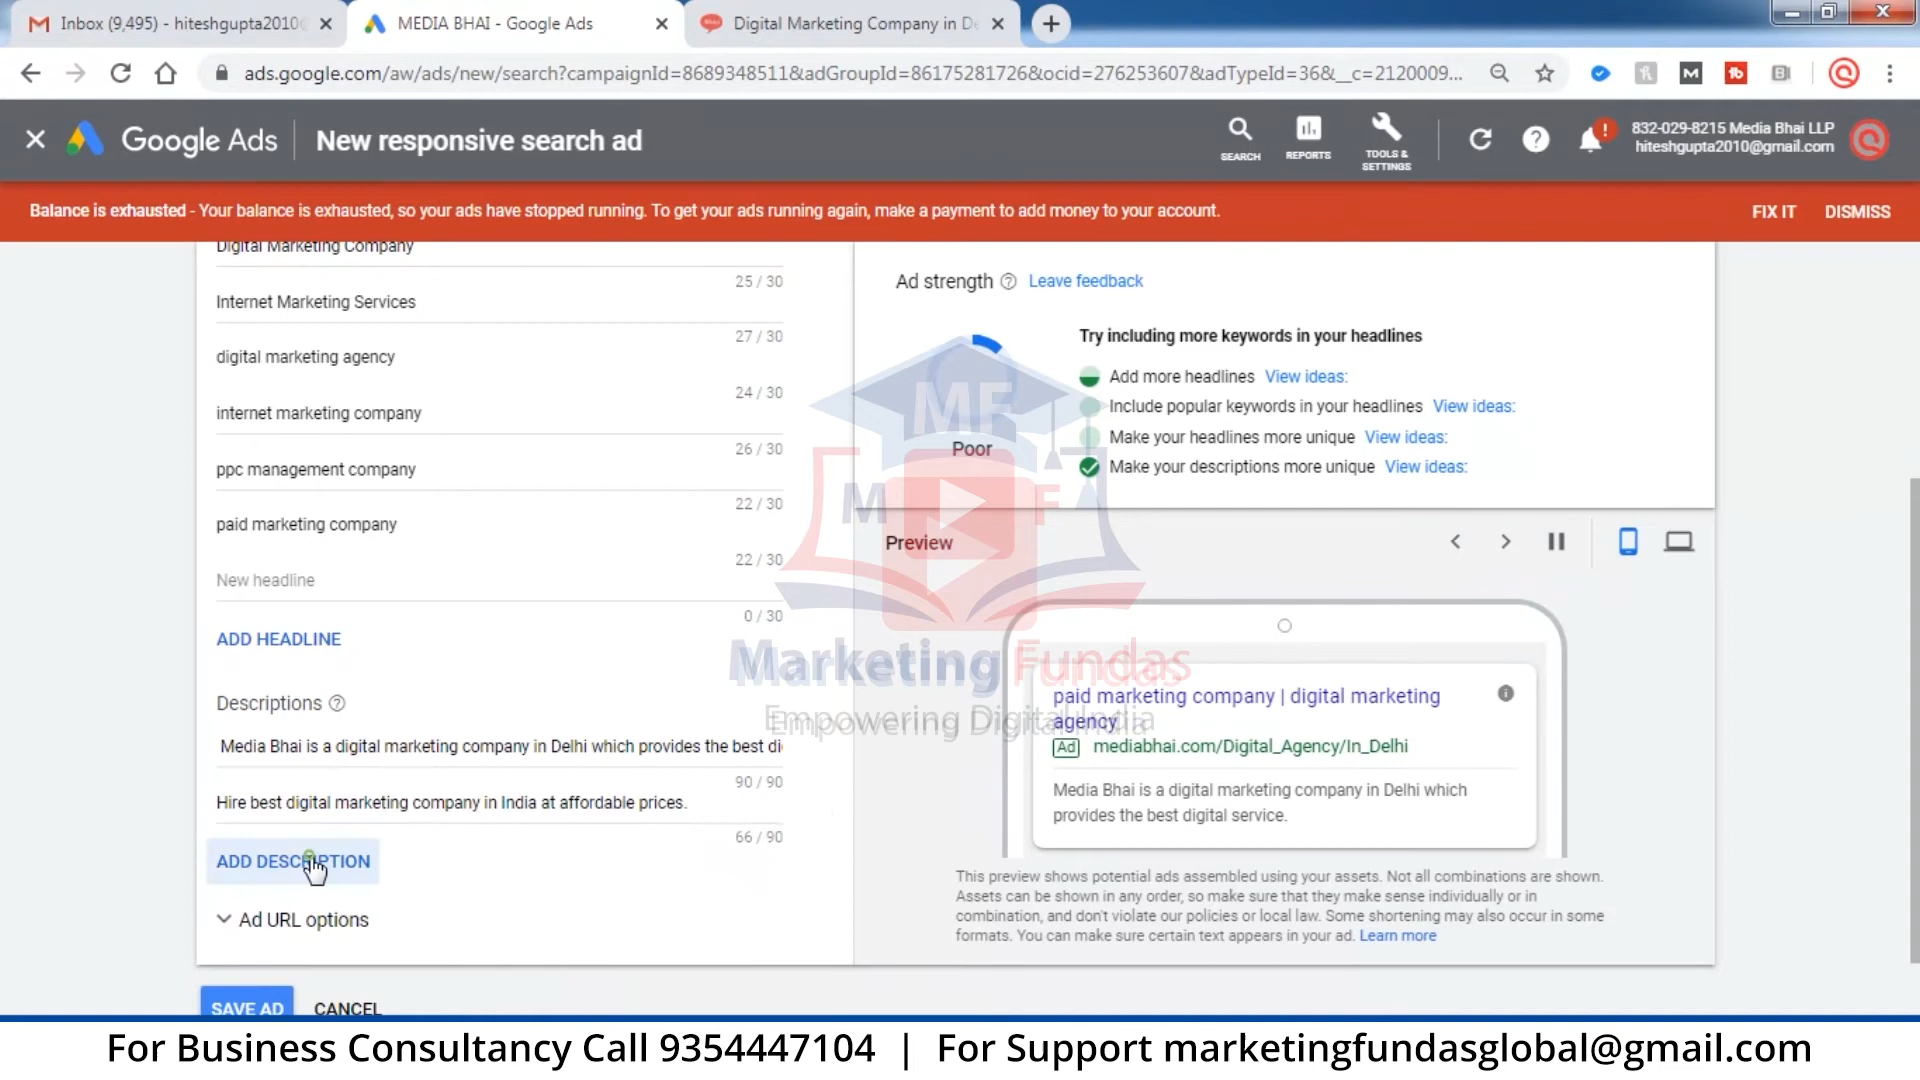 Inbox (9,495) - hiteshgupta2010@
MEDIA BHAI - Google Ads
Digital Marketing Company in De
ads.google.com/aw/ads/new/search?campaignId=8689348511&adGroupId=86175281726&ocid=276253607&adTypeId=36&__c=2120009...
Google Ads
New responsive search ad
SEARCH
REPORTS
TOOLS & SETTINGS
832-029-8215 Media Bhai LLP
hiteshgupta2010@gmail.com
Balance is exhausted - Your balance is exhausted, so your ads have stopped running. To get your ads running again, make a payment to add money to your account.
FIX IT
DISMISS
Digital Marketing Company
25 / 30
Internet Marketing Services
27 / 30
digital marketing agency
24 / 30
internet marketing company
26 / 30
ppc management company
22 / 30
paid marketing company
22 / 30
New headline
0 / 30
ADD HEADLINE
Descriptions
Media Bhai is a digital marketing company in Delhi which provides the best di
90 / 90
Hire best digital marketing company in India at affordable prices.
66 / 90
ADD DESCRIPTION
Ad URL options
SAVE AD
CANCEL
Ad strength
Leave feedback
Poor
Try including more keywords in your headlines
Add more headlines View ideas:
Include popular keywords in your headlines View ideas:
Make your headlines more unique View ideas:
Make your descriptions more unique View ideas:
Preview
paid marketing company | digital marketing
agency
Ad mediabhai.com/Digital_Agency/In_Delhi
Media Bhai is a digital marketing company in Delhi which
provides the best digital service.
This preview shows potential ads assembled using your assets. Not all combinations are shown.
Assets can be shown in any order, so make sure that they make sense individually or in
combination, and don't violate our policies or local law. Some shortening may also occur in some
formats. You can make sure certain text appears in your ad. Learn more
MF
M F
Marketing Fundas
Empowering Digital India
For Business Consultancy Call 9354447104 | For Support marketingfundasglobal@gmail.com